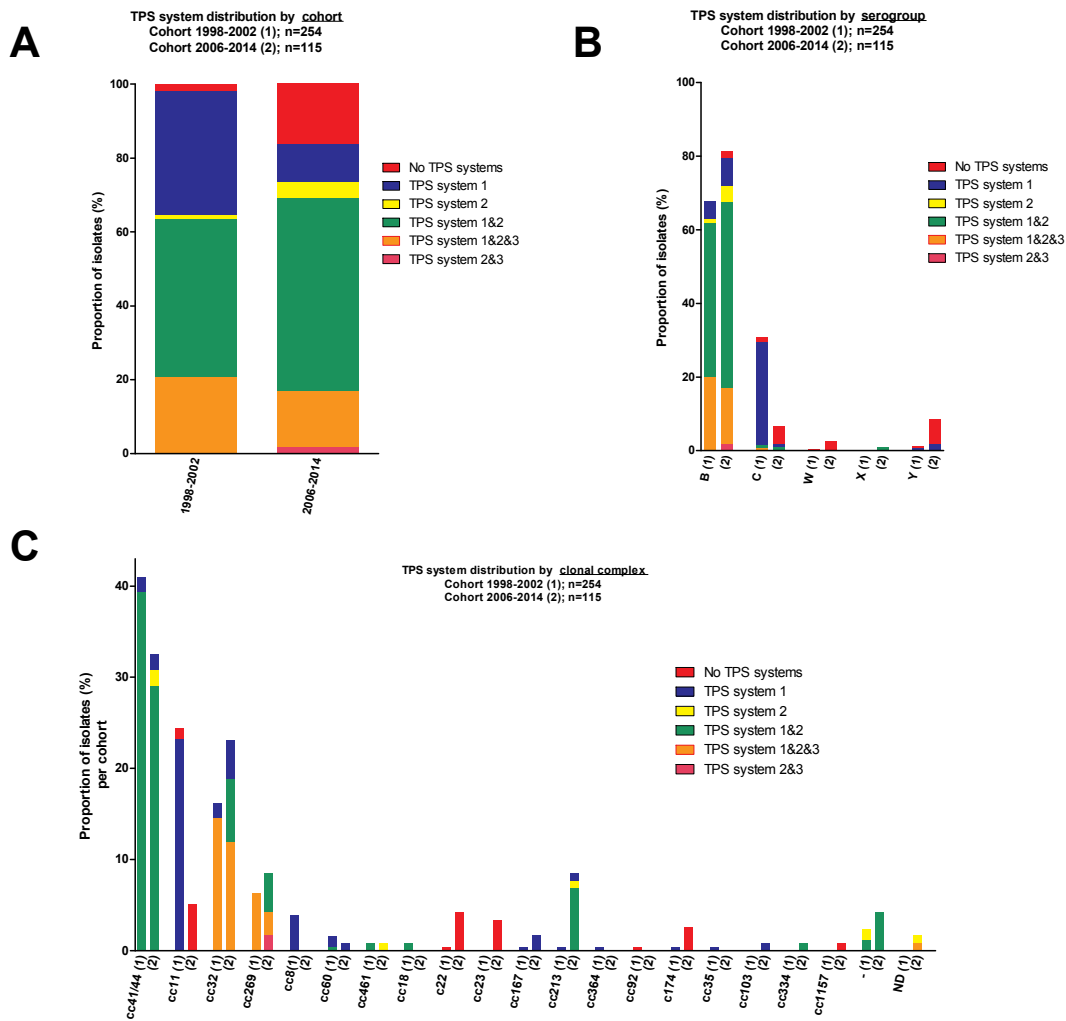 A
TPS system distribution by cohort
Cohort 1998-2002 (1); n=254
Cohort 2006-2014 (2); n=115
Proportion of isolates (%)
100
80
60
40
20
0
1998-2002
2006-2014
No TPS systems
TPS system 1
TPS system 2
TPS system 1&2
TPS system 1&2&3
TPS system 2&3
B
TPS system distribution by serogroup
Cohort 1998-2002 (1); n=254
Cohort 2006-2014 (2); n=115
Proportion of isolates (%)
100
80
60
40
20
0
B (1)
(2)
C (1)
(2)
W (1)
(2)
X (1)
(2)
Y (1)
(2)
No TPS systems
TPS system 1
TPS system 2
TPS system 1&2
TPS system 1&2&3
TPS system 2&3
C
TPS system distribution by clonal complex
Cohort 1998-2002 (1); n=254
Cohort 2006-2014 (2); n=115
Proportion of isolates (%)
per cohort
40
30
20
10
0
cc41/44 (1)
(2)
cc11 (1)
(2)
cc32 (1)
(2)
cc269 (1)
(2)
cc8 (1)
(2)
cc60 (1)
(2)
cc461 (1)
(2)
cc18 (1)
(2)
c22 (1)
(2)
cc23 (1)
(2)
cc167 (1)
(2)
cc213 (1)
(2)
cc364 (1)
(2)
cc92 (1)
(2)
c174 (1)
(2)
cc35 (1)
(2)
cc103 (1)
(2)
cc334 (1)
(2)
cc1157 (1)
(2)
- (1)
(2)
ND (1)
(2)
No TPS systems
TPS system 1
TPS system 2
TPS system 1&2
TPS system 1&2&3
TPS system 2&3